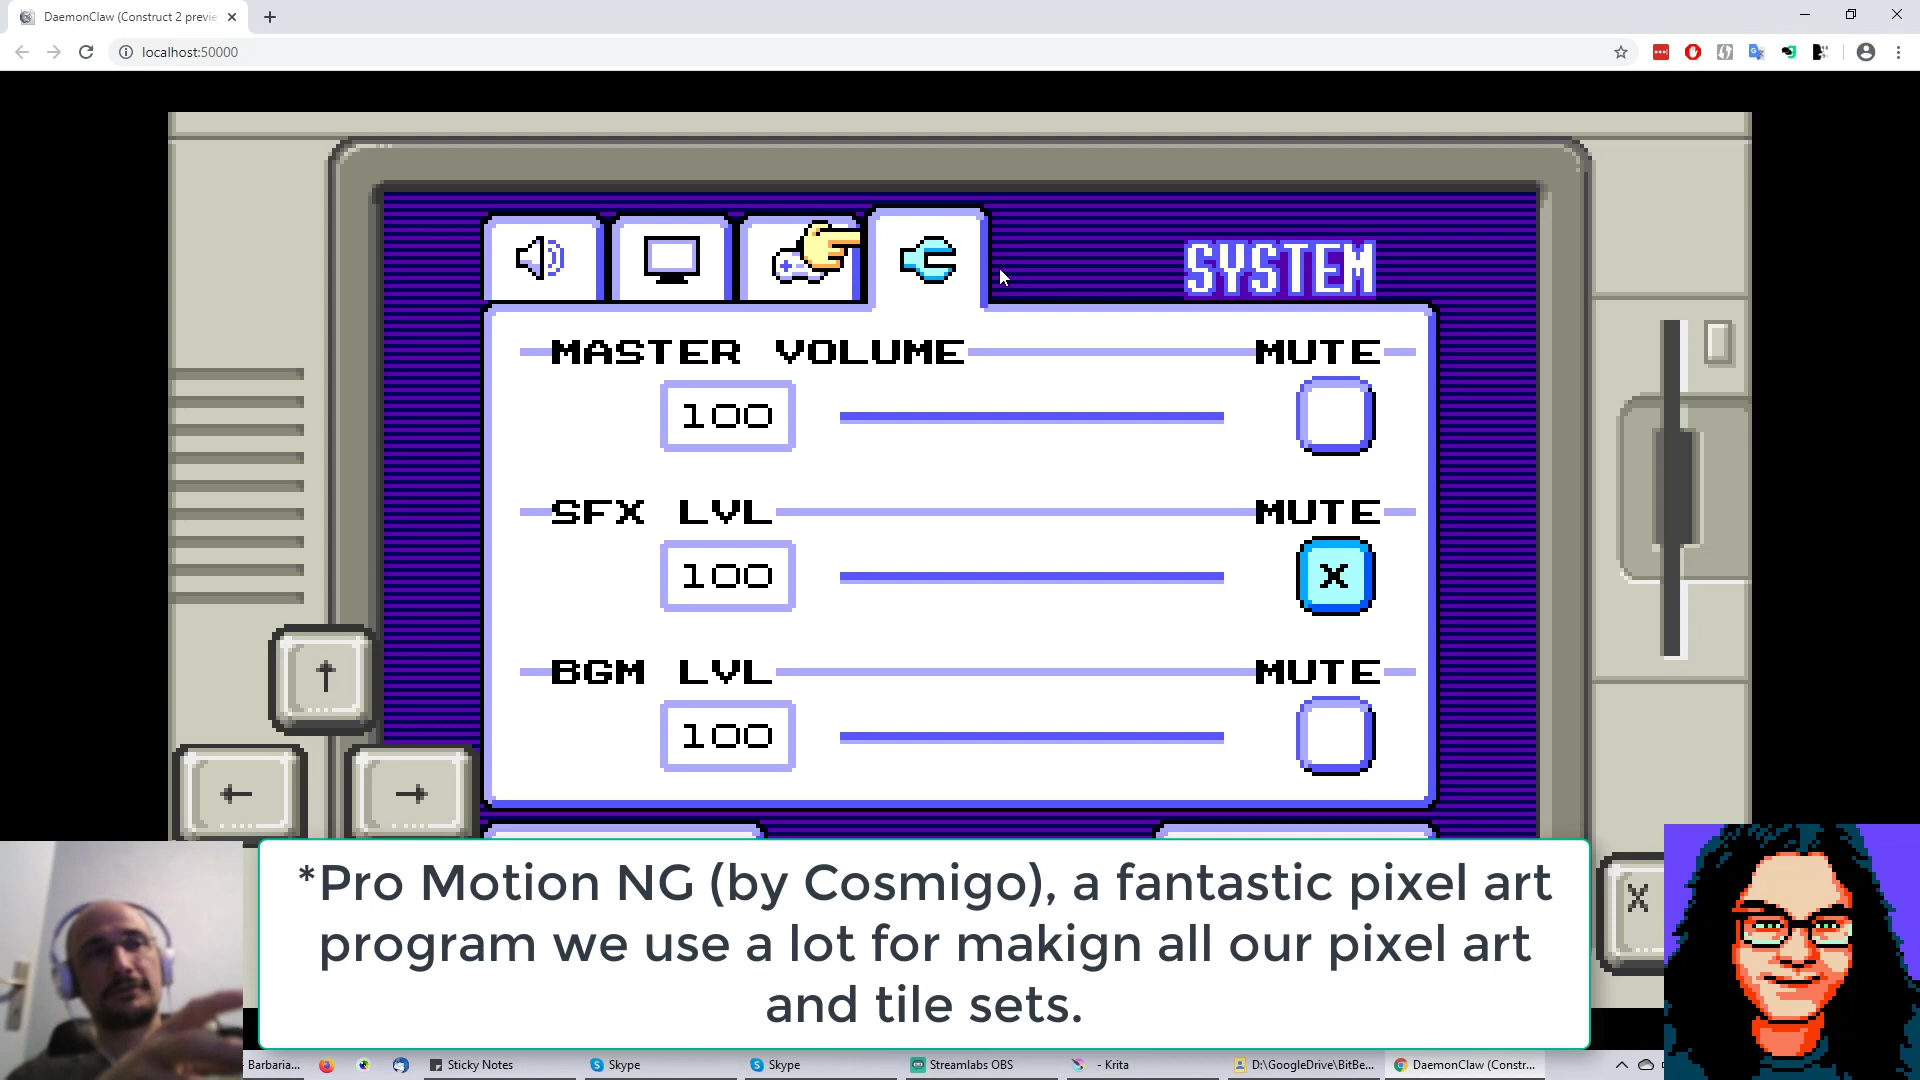 DaemonClaw (Construct 2 previe
localhost:50000
SYSTEM
MASTER VOLUME MUTE
100
SFX LVL MUTE
100 X
BGM LVL MUTE
100
↑
← →
X
*Pro Motion NG (by Cosmigo), a fantastic pixel art
program we use a lot for makign all our pixel art
and tile sets.
Barbaria... Sticky Notes Skype Skype Streamlabs OBS - Krita D:\GoogleDrive\BitBe... DaemonClaw (Constr...